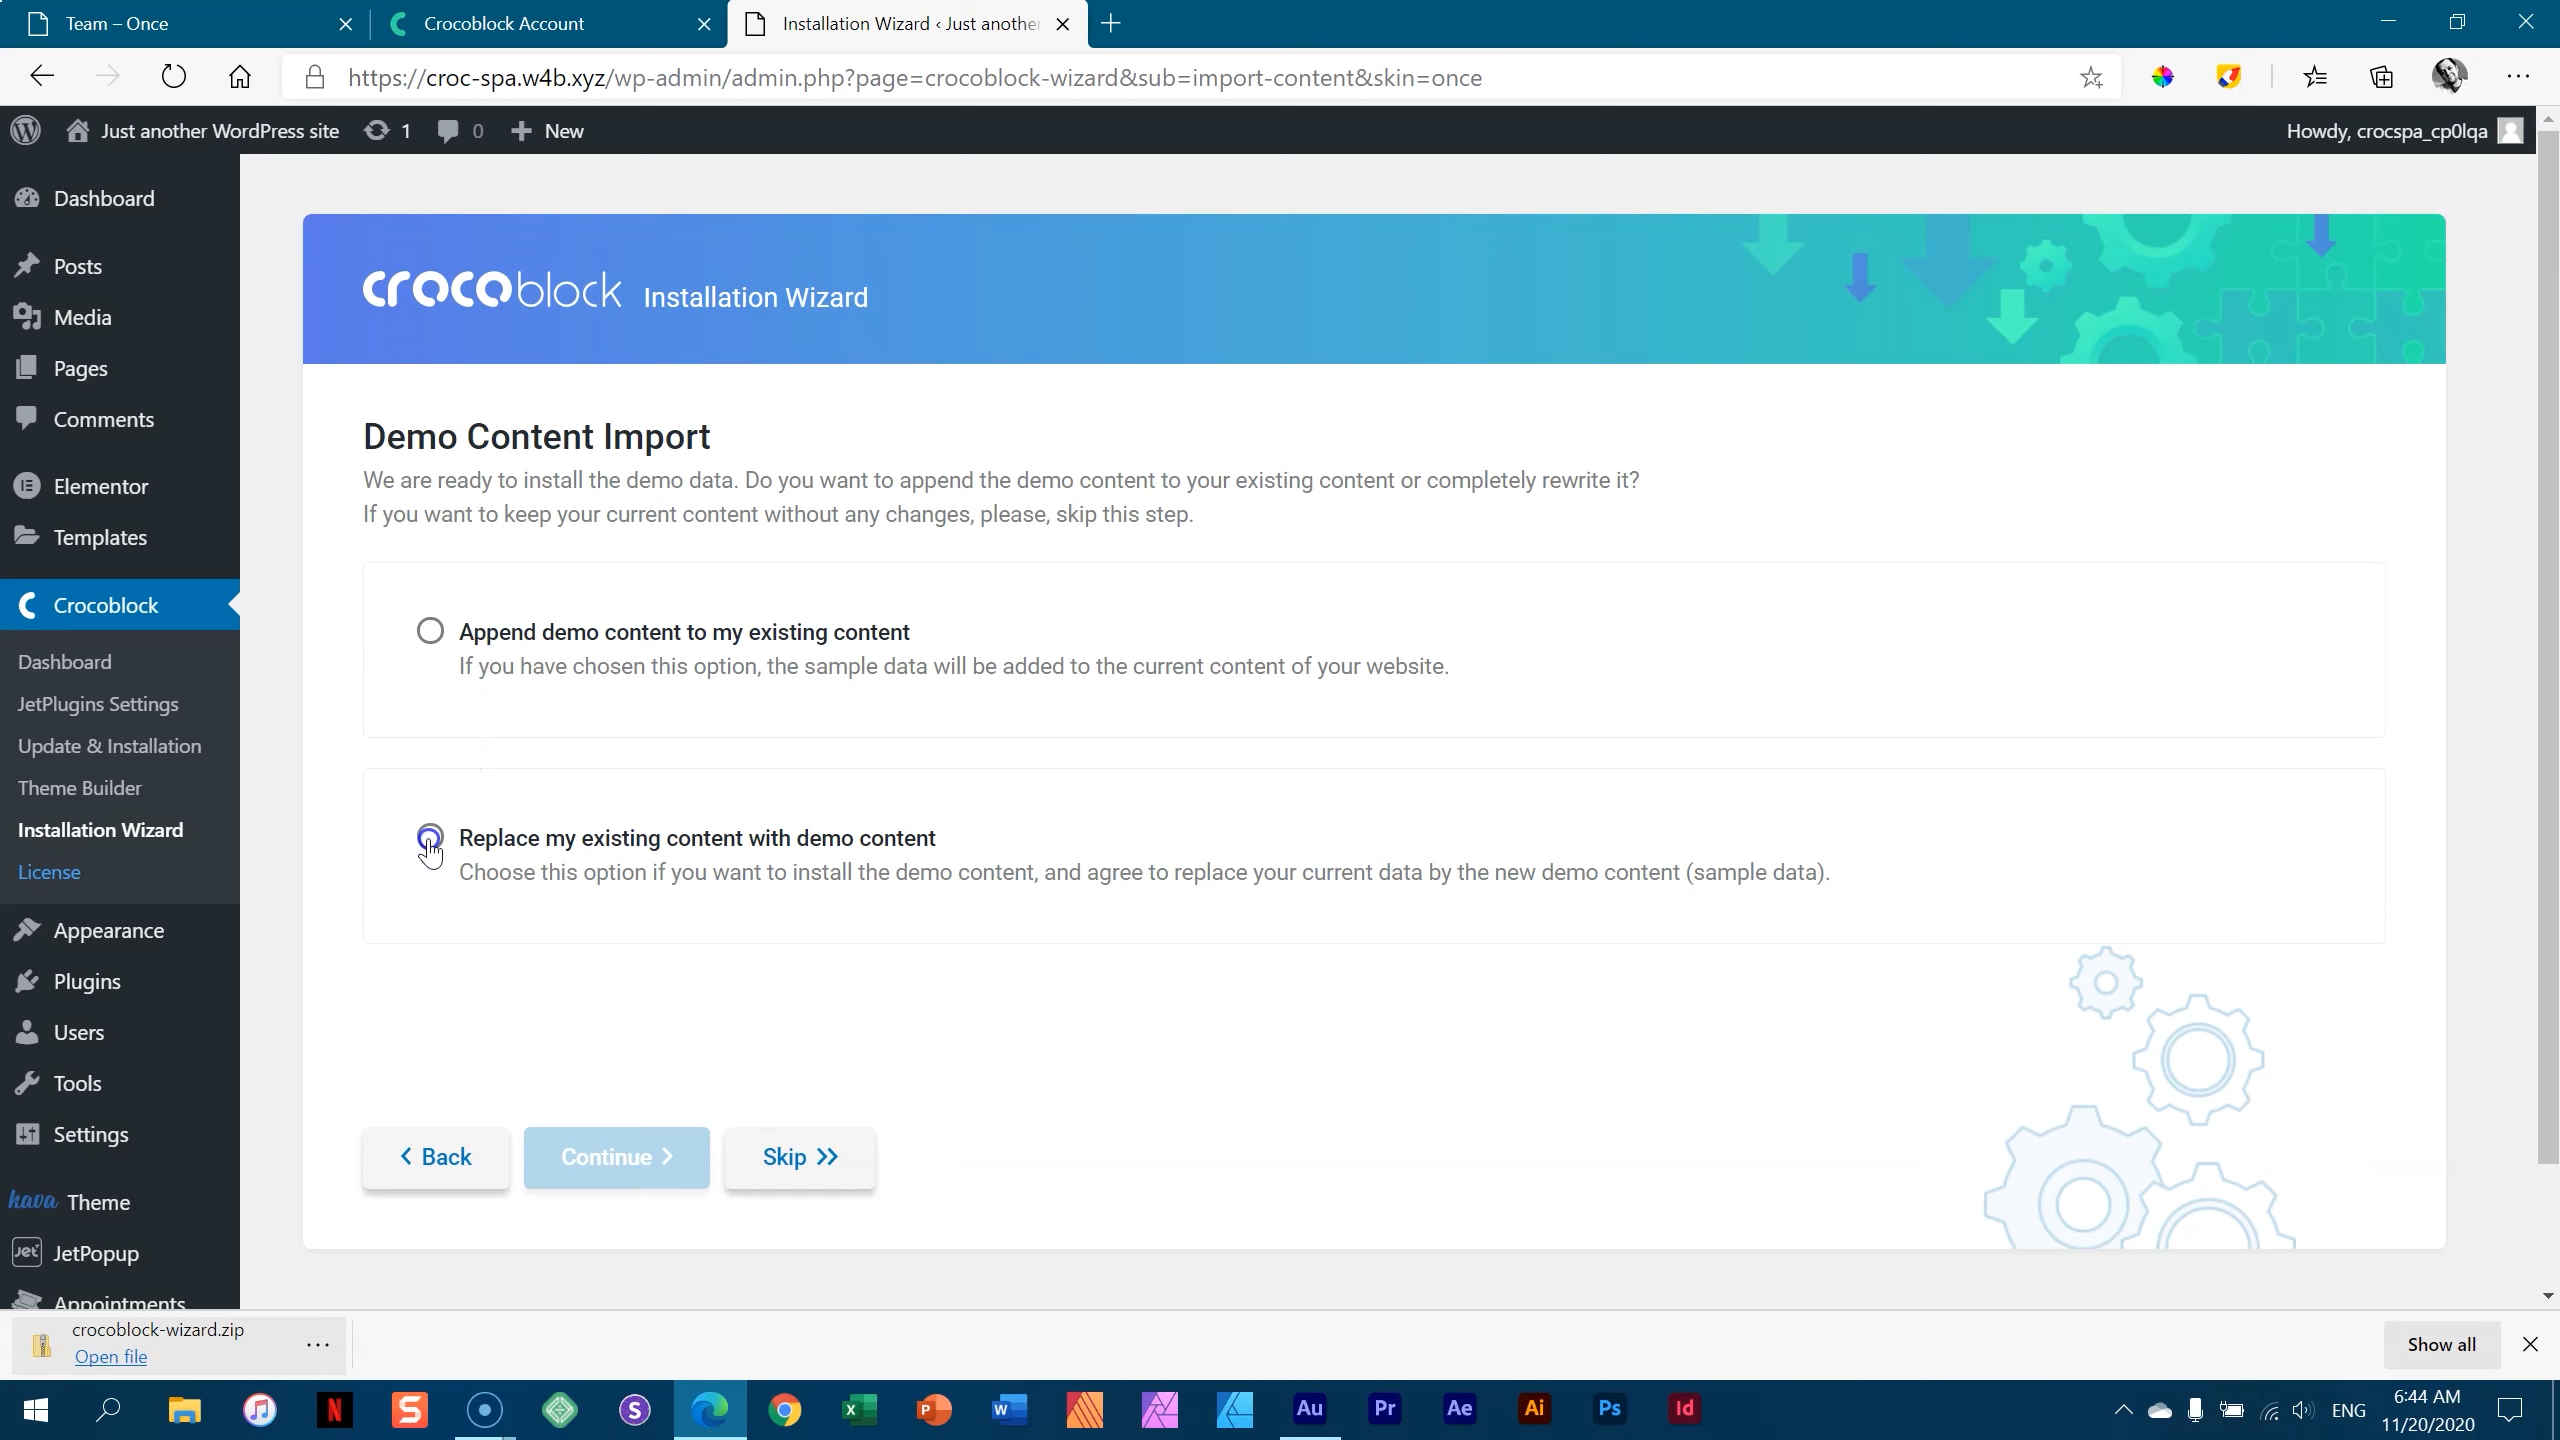 Team – Once
Crocoblock Account
Installation Wizard ‹ Just anothe
https://croc-spa.w4b.xyz/wp-admin/admin.php?page=crocoblock-wizard&sub=import-content&skin=once
Just another WordPress site
1
0
New
Howdy, crocspa_cp0lqa
Dashboard
Posts
Media
Pages
Comments
Elementor
Templates
Crocoblock
Dashboard
JetPlugins Settings
Update & Installation
Theme Builder
Installation Wizard
License
Appearance
Plugins
Users
Tools
Settings
kava Theme
Jet JetPopup
Appointments
crocoblock Installation Wizard
Demo Content Import
We are ready to install the demo data. Do you want to append the demo content to your existing content or completely rewrite it?
If you want to keep your current content without any changes, please, skip this step.
Append demo content to my existing content
If you have chosen this option, the sample data will be added to the current content of your website.
Replace my existing content with demo content
Choose this option if you want to install the demo content, and agree to replace your current data by the new demo content (sample data).
Back
Continue
Skip
crocoblock-wizard.zip
Open file
Show all
N
S
S
X
P
W
Au
Pr
Ae
Ai
Ps
Id
ENG
6:44 AM
11/20/2020